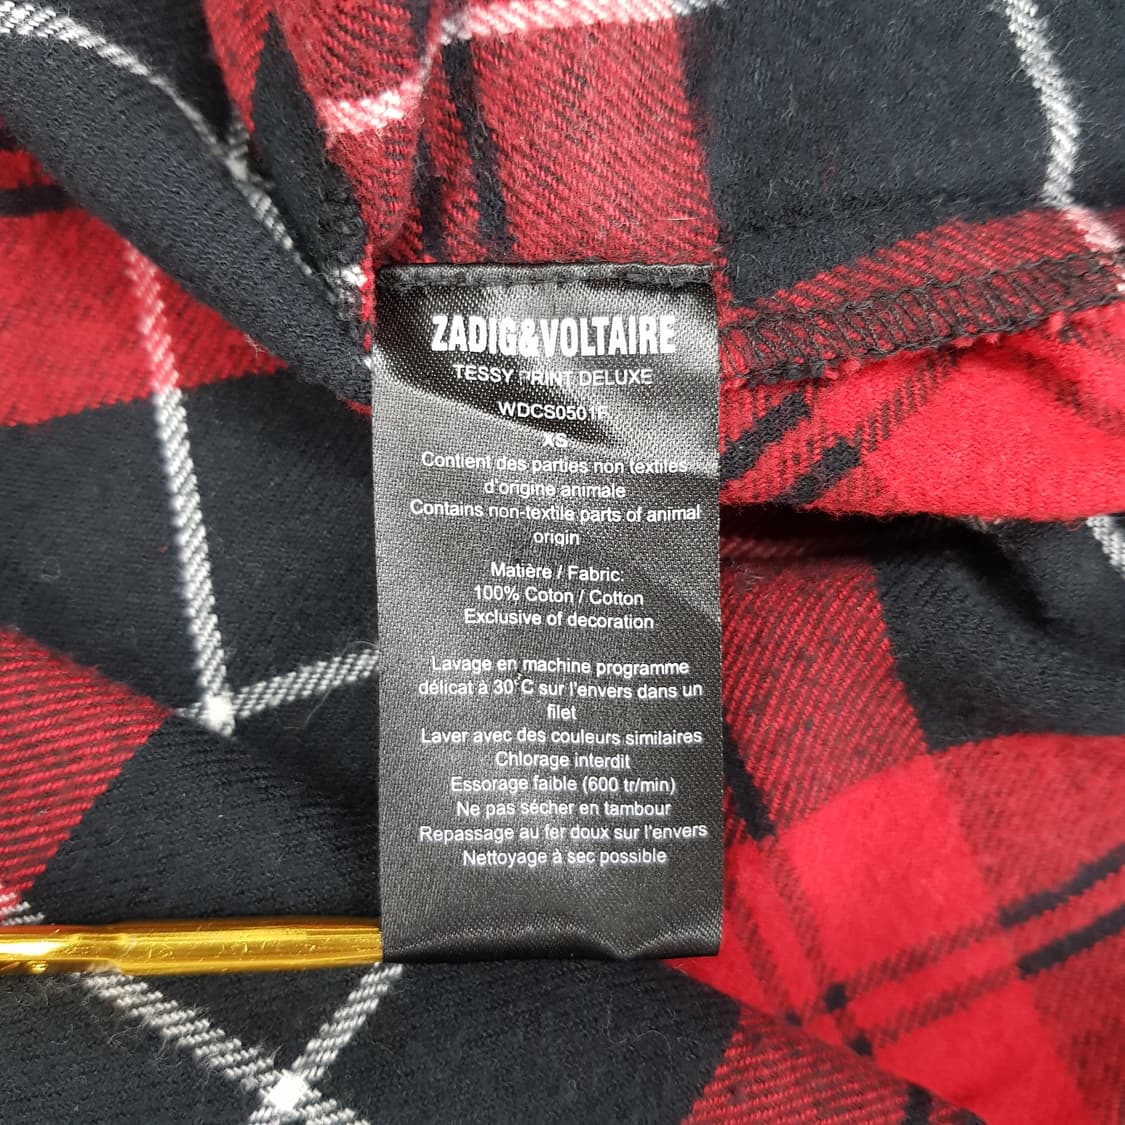 ZADIG&VOLTAIRE
TESSY PRINT DELUXE
WDCS0501F
XS
Contient des parties non textiles
d'origine animale
Contains non-textile parts of animal
origin
Matière / Fabric:
100% Coton / Cotton
Exclusive of decoration
Lavage en machine programme
délicat à 30°C sur l'envers dans un
filet
Laver avec des couleurs similaires
Chlorage interdit
Essorage faible (600 tr/min)
Ne pas sécher en tambour
Repassage au fer doux sur l'envers
Nettoyage à sec possible